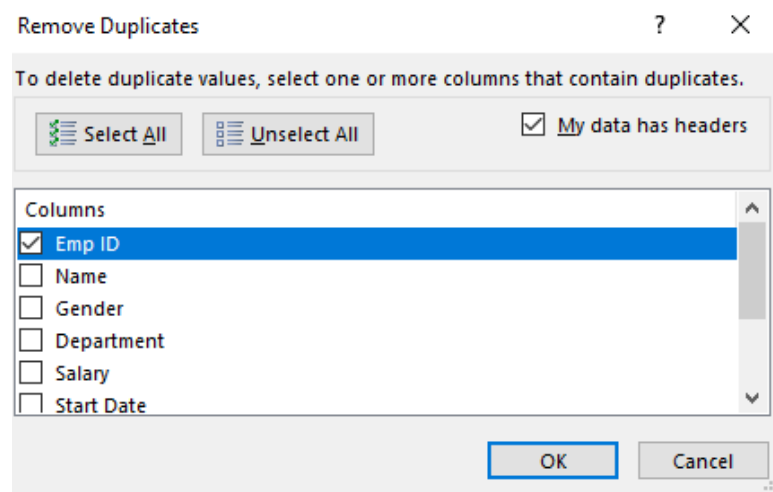 Remove Duplicates ?
To delete duplicate values, select one or more columns that contain duplicates.
Select All Unselect All My data has headers
Columns
Emp ID
Name
Gender
Department
Salary
Start Date
OK Cancel